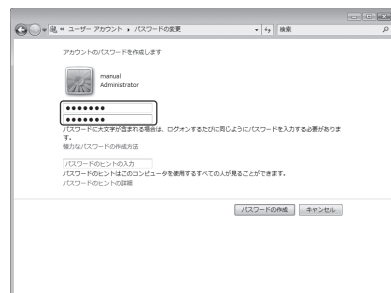 ユーザー アカウント ▸ パスワードの変更
検索
アカウントのパスワードを作成します
manual
Administrator
●●●●●●●
●●●●●●●
パスワードに大文字が含まれる場合は、ログオンするたびに同じようにパスワードを入力する必要がありま
す。
強力なパスワードの作成方法
パスワードのヒントの入力
パスワードのヒントはこのコンピュータを使用するすべての人が見ることができます。
パスワードのヒントの詳細
パスワードの作成
キャンセル